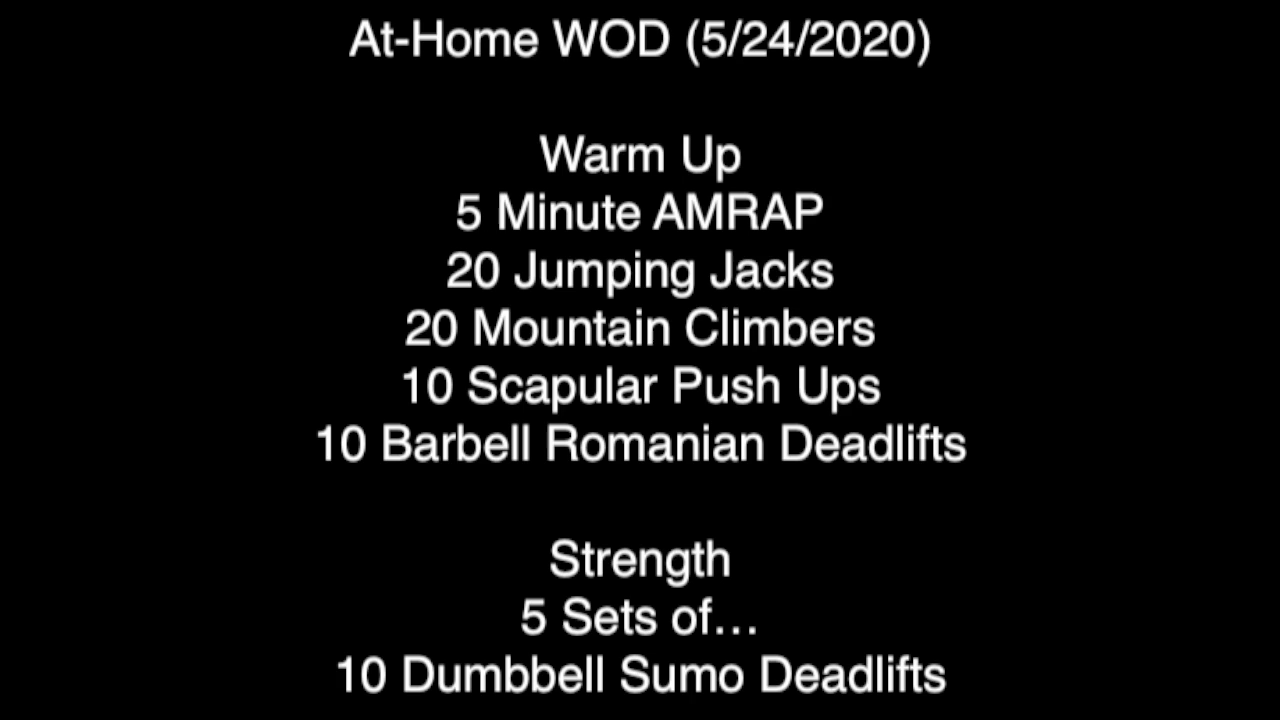 At-Home WOD (5/24/2020)
Warm Up
5 Minute AMRAP
20 Jumping Jacks
20 Mountain Climbers
10 Scapular Push Ups
10 Barbell Romanian Deadlifts
Strength
5 Sets of…
10 Dumbbell Sumo Deadlifts